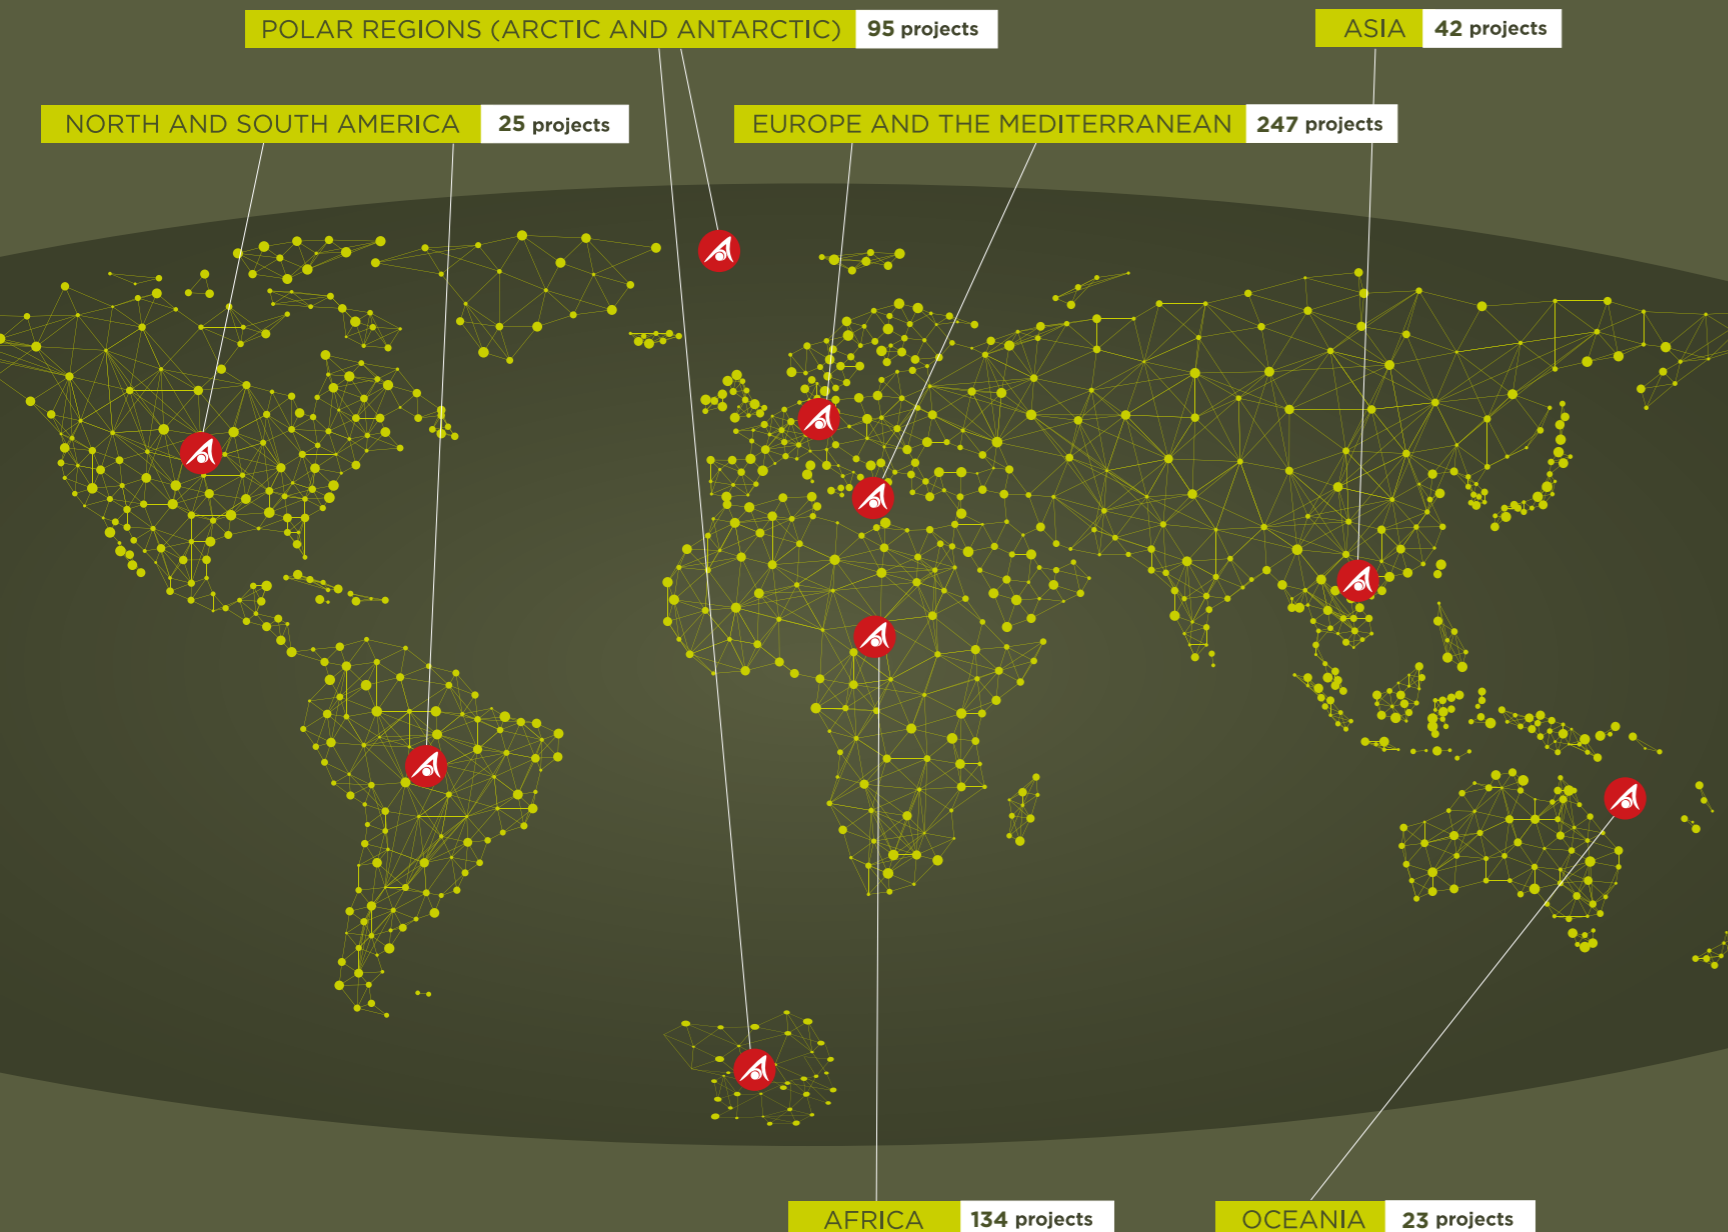 POLAR REGIONS (ARCTIC AND ANTARCTIC) 95 projects
ASIA 42 projects
NORTH AND SOUTH AMERICA 25 projects
EUROPE AND THE MEDITERRANEAN 247 projects
AFRICA 134 projects
OCEANIA 23 projects